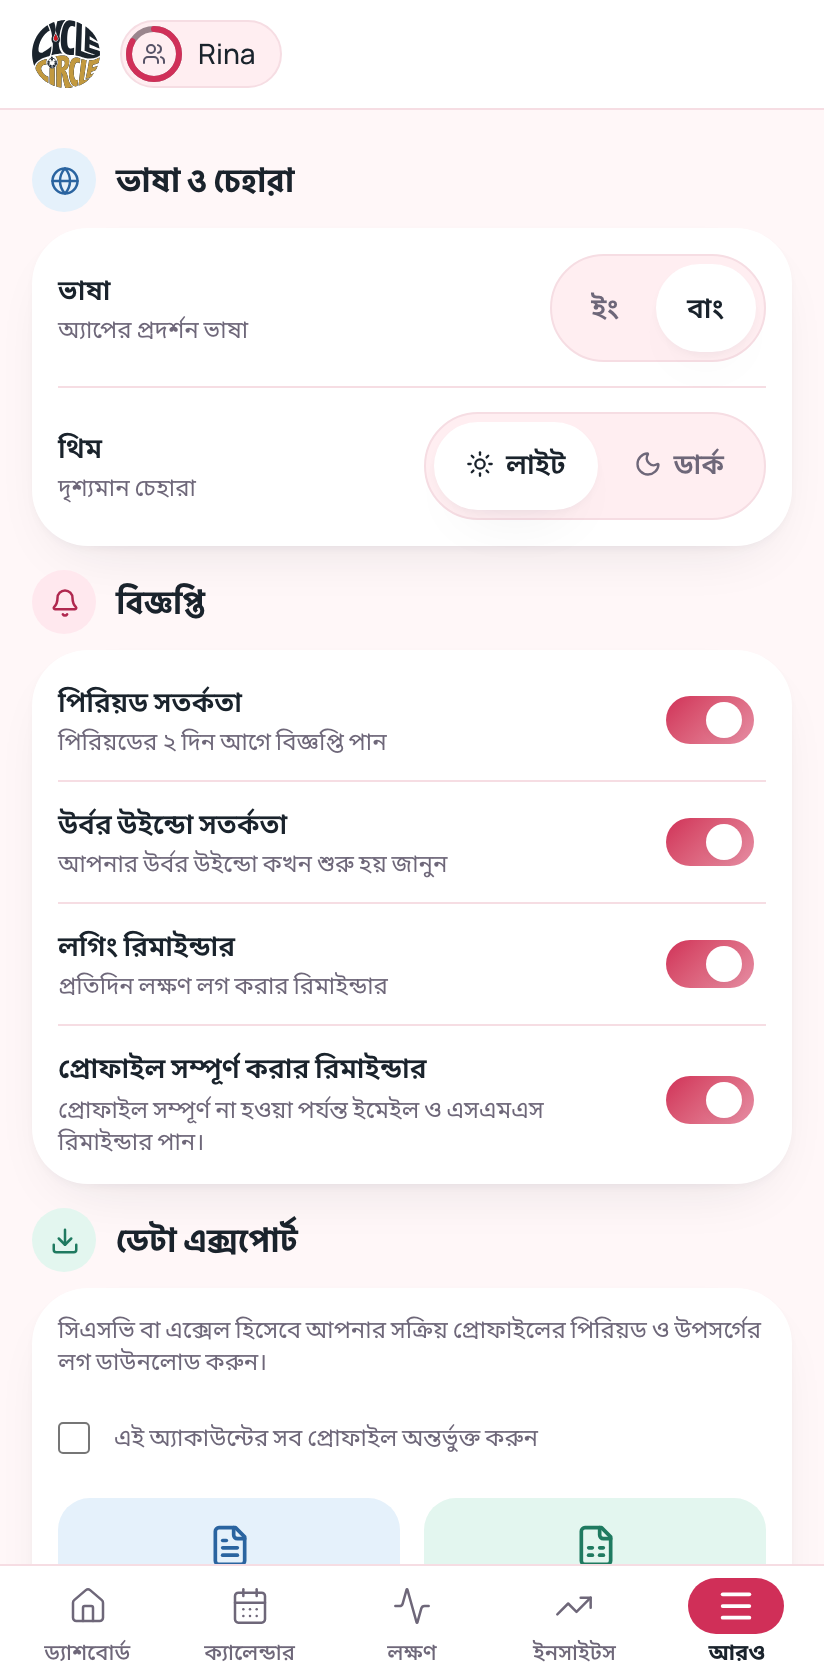 CYCLE
CIRCLE
Rina
ভাষা ও চেহারা
ভাষা
অ্যাপের প্রদর্শন ভাষা
ইং
বাং
থিম
দৃশ্যমান চেহারা
লাইট
ডার্ক
বিজ্ঞপ্তি
পিরিয়ড সতর্কতা
পিরিয়ডের ২ দিন আগে বিজ্ঞপ্তি পান
উর্বর উইন্ডো সতর্কতা
আপনার উর্বর উইন্ডো কখন শুরু হয় জানুন
লগিং রিমাইন্ডার
প্রতিদিন লক্ষণ লগ করার রিমাইন্ডার
প্রোফাইল সম্পূর্ণ করার রিমাইন্ডার
প্রোফাইল সম্পূর্ণ না হওয়া পর্যন্ত ইমেইল ও এসএমএস
রিমাইন্ডার পান।
ডেটা এক্সপোর্ট
সিএসভি বা এক্সেল হিসেবে আপনার সক্রিয় প্রোফাইলের পিরিয়ড ও উপসর্গের
লগ ডাউনলোড করুন।
এই অ্যাকাউন্টের সব প্রোফাইল অন্তর্ভুক্ত করুন
ড্যাশবোর্ড
ক্যালেন্ডার
লক্ষণ
ইনসাইটস
আরও